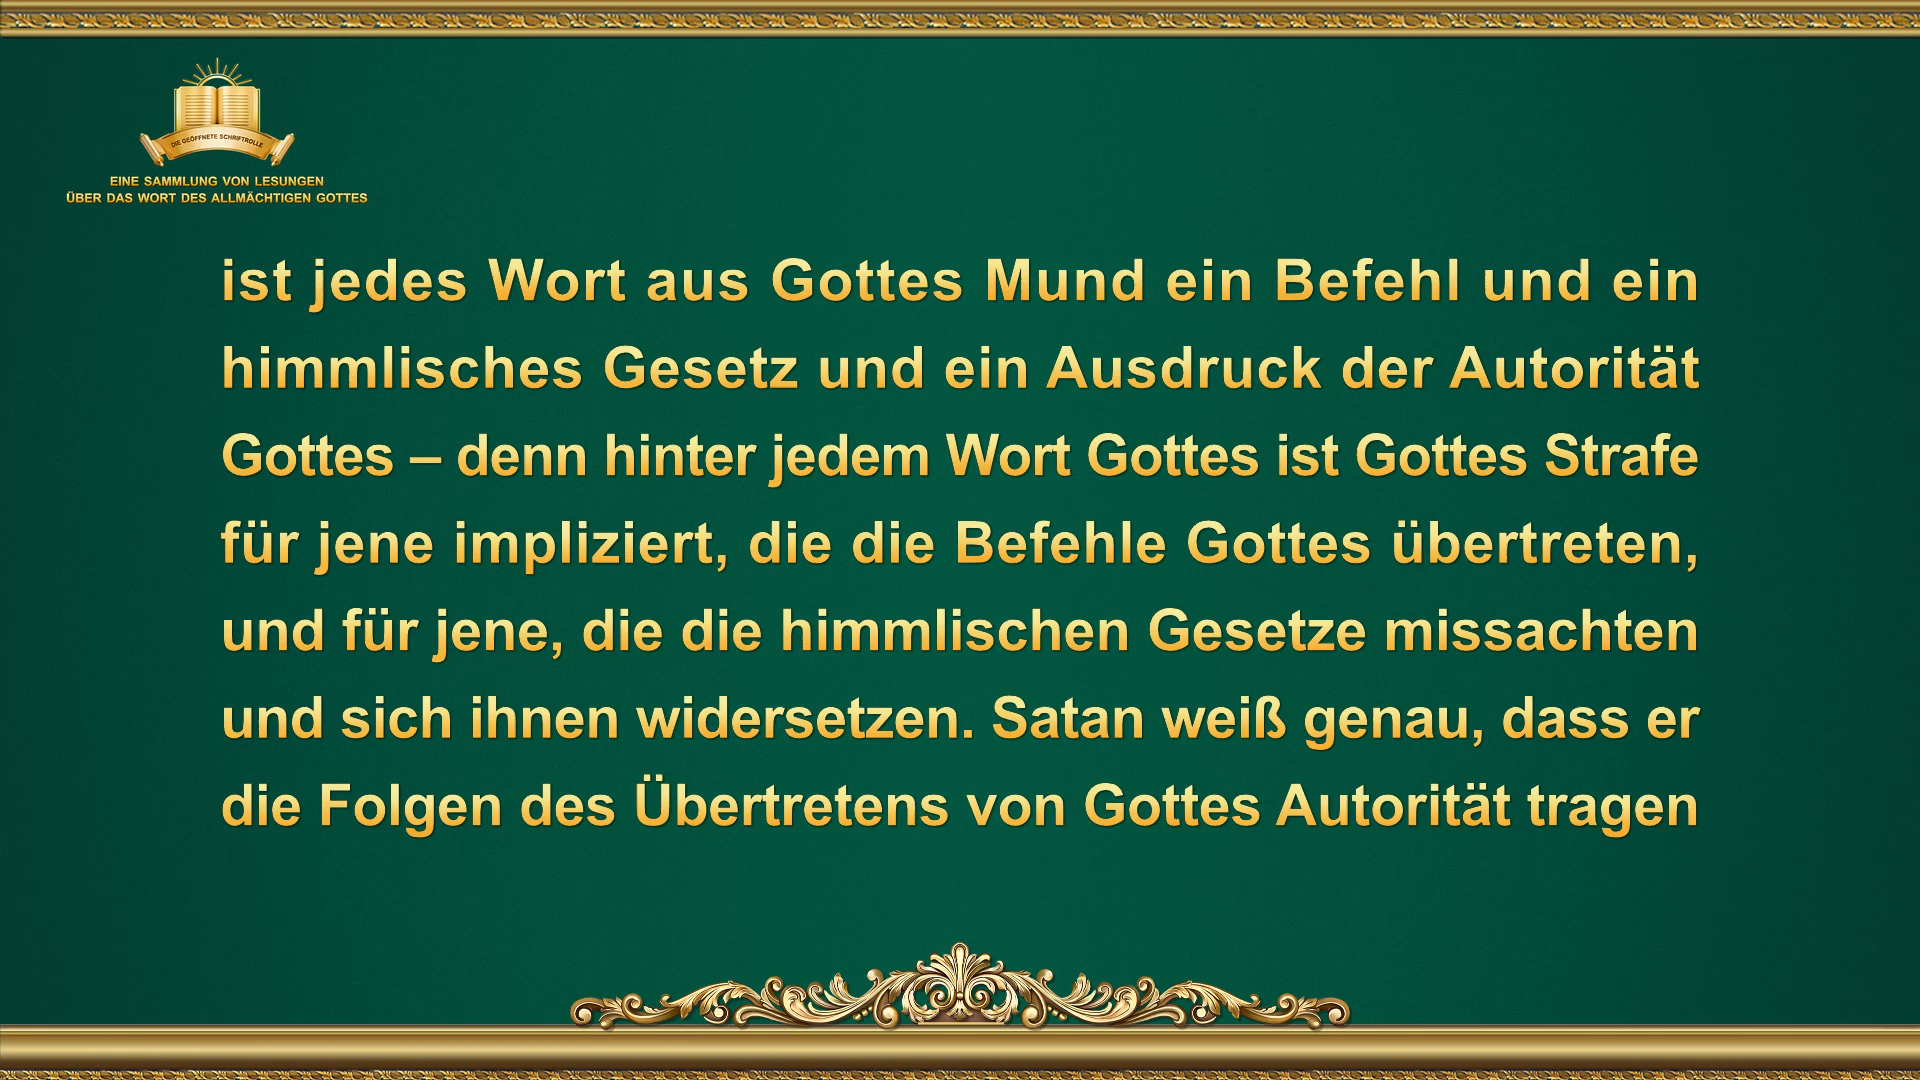 DIE GEÖFFNETE SCHRIFTROLLE
EINE SAMMLUNG VON LESUNGEN
ÜBER DAS WORT DES ALLMÄCHTIGEN GOTTES
ist jedes Wort aus Gottes Mund ein Befehl und ein
himmlisches Gesetz und ein Ausdruck der Autorität
Gottes – denn hinter jedem Wort Gottes ist Gottes Strafe
für jene impliziert, die die Befehle Gottes übertreten,
und für jene, die die himmlischen Gesetze missachten
und sich ihnen widersetzen. Satan weiß genau, dass er
die Folgen des Übertretens von Gottes Autorität tragen